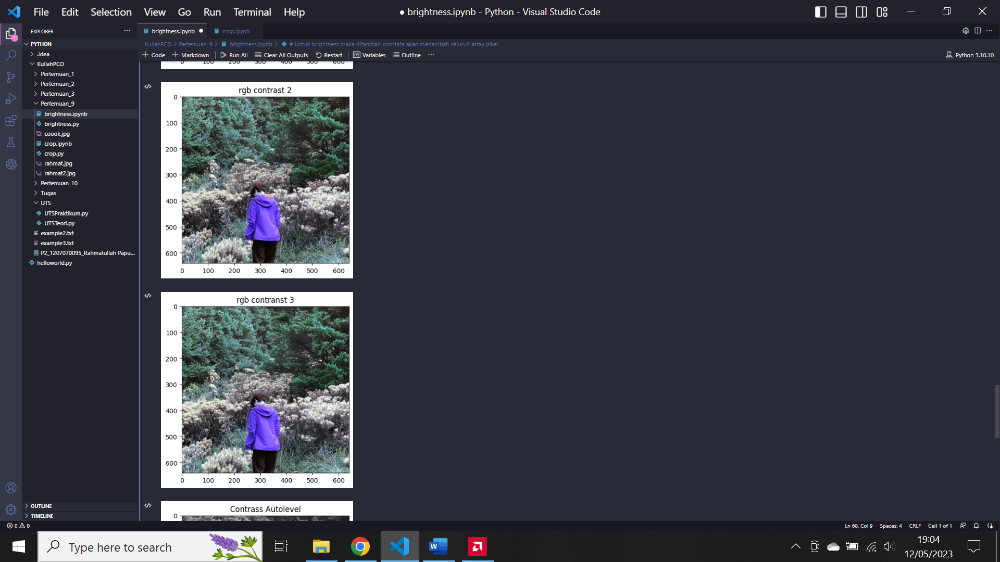 File Edit Selection View Go Run Terminal Help
● brightness.ipynb - Python - Visual Studio Code
EXPLORER
PYTHON
.idea
KuliahPCD
Pertemuan_1
Pertemuan_2
Pertemuan_3
Pertemuan_9
brightness.ipynb
brightness.py
coook.jpg
crop.ipynb
crop.py
rahmat.jpg
rahmat2.jpg
Pertemuan_10
Tugas
UTS
UTSPraktikum.py
UTSTeori.py
example2.txt
example3.txt
P2_1207070095_Rahmatullah Papu...
helloworld.py
OUTLINE
TIMELINE
brightness.ipynb crop.ipynb
KuliahPCD > Pertemuan_9 > brightness.ipynb > # Untuk brightness maka ditambah konstata akan menambah seluruh array pixel
+ Code + Markdown Run All Clear All Outputs Restart Variables Outline ···
Python 3.10.10
0 100 200 300 400 500 600
rgb contrast 2
0
100
200
300
400
500
600
0 100 200 300 400 500 600
rgb contranst 3
0
100
200
300
400
500
600
0 100 200 300 400 500 600
Contrass Autolevel
0
0 0
Ln 68, Col 9 Spaces: 4 CRLF Cell 1 of 1
Type here to search
19:04
12/05/2023